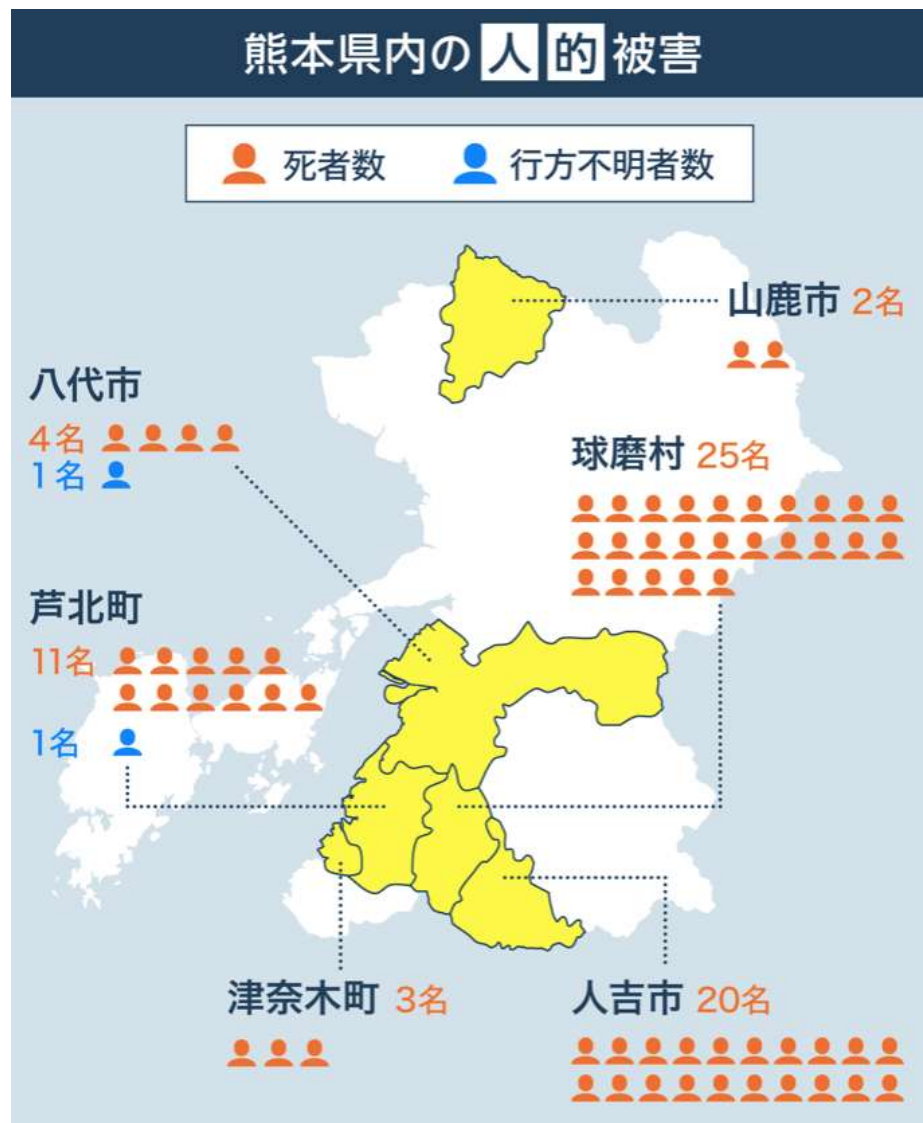 熊本県内の人的被害
死者数
行方不明者数
山鹿市 2名
八代市
4名
1名
球磨村 25名
芦北町
11名
1名
津奈木町 3名
人吉市 20名